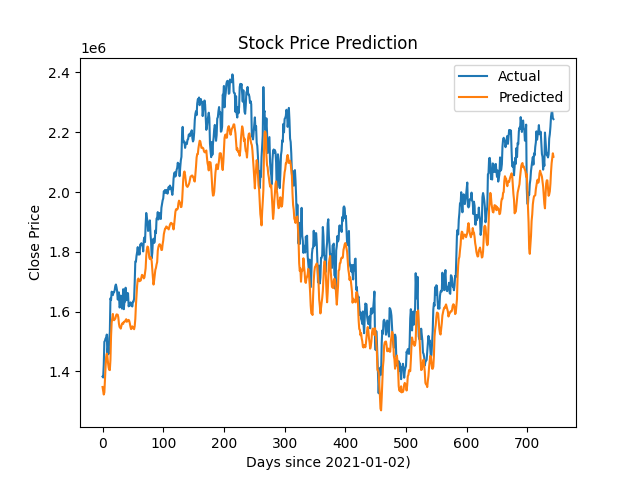 Stock Price Prediction
1e6
2.4
2.2
2.0
1.8
1.6
1.4
Close Price
Actual
Predicted
0 100 200 300 400 500 600 700
Days since 2021-01-02)